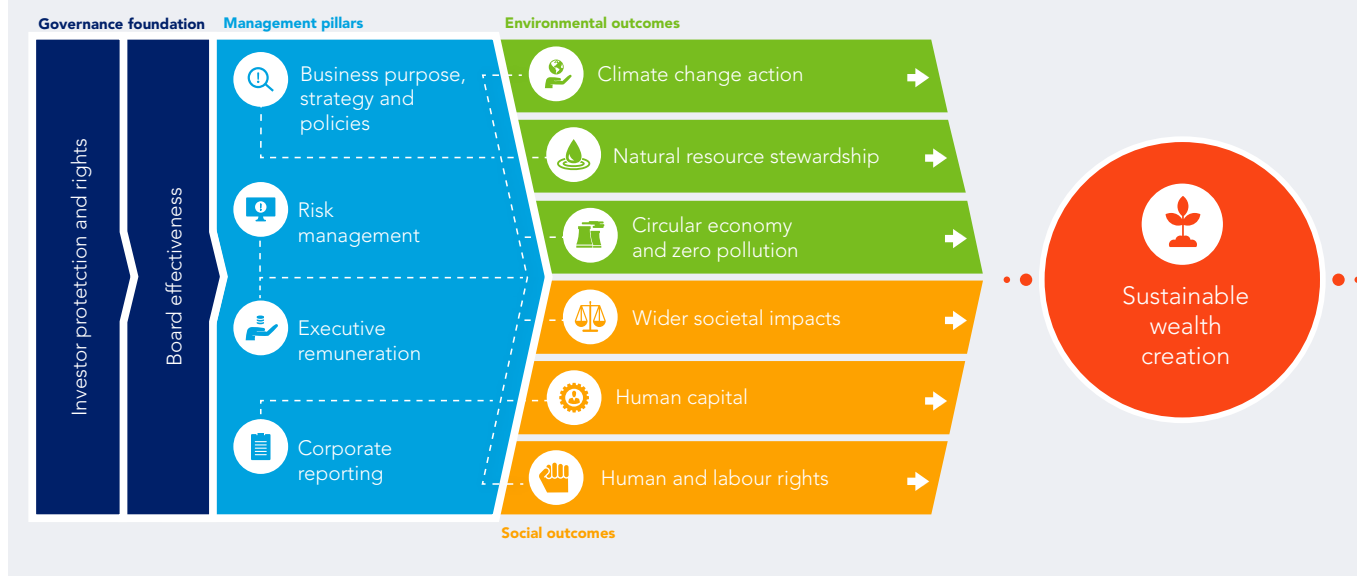 Governance foundation
Management pillars
Environmental outcomes
Investor protetction and rights
Board effectiveness
Business purpose,
strategy and
policies
Risk
management
Executive
remuneration
Corporate
reporting
Climate change action
Natural resource stewardship
Circular economy
and zero pollution
Wider societal impacts
Human capital
Human and labour rights
Social outcomes
Sustainable
wealth
creation